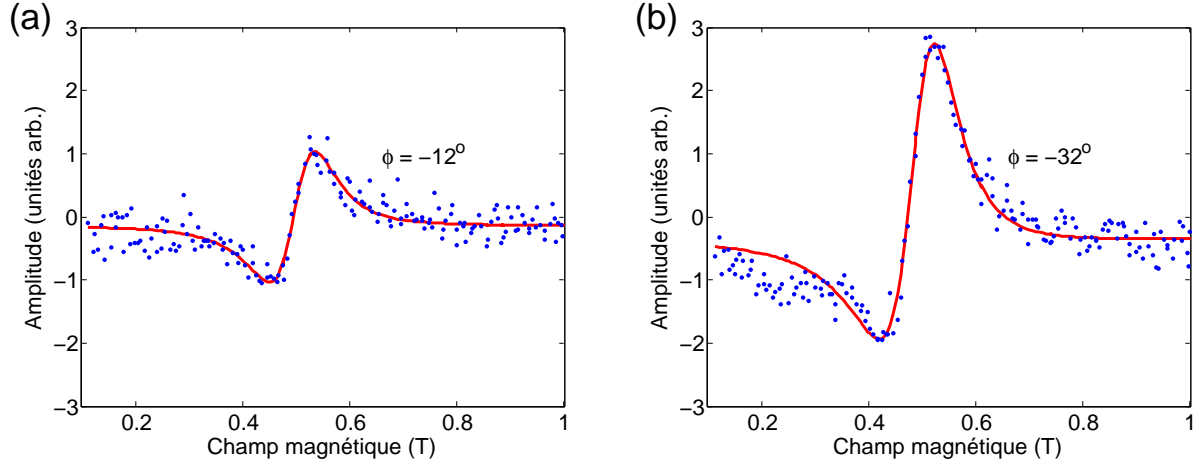 (a)
3
2
1
0
−1
−2
−3
0.2 0.4 0.6 0.8 1
Amplitude (unités arb.)
Champ magnétique (T)
ϕ = −12°
(b)
3
2
1
0
−1
−2
−3
0.2 0.4 0.6 0.8 1
Amplitude (unités arb.)
Champ magnétique (T)
ϕ = −32°